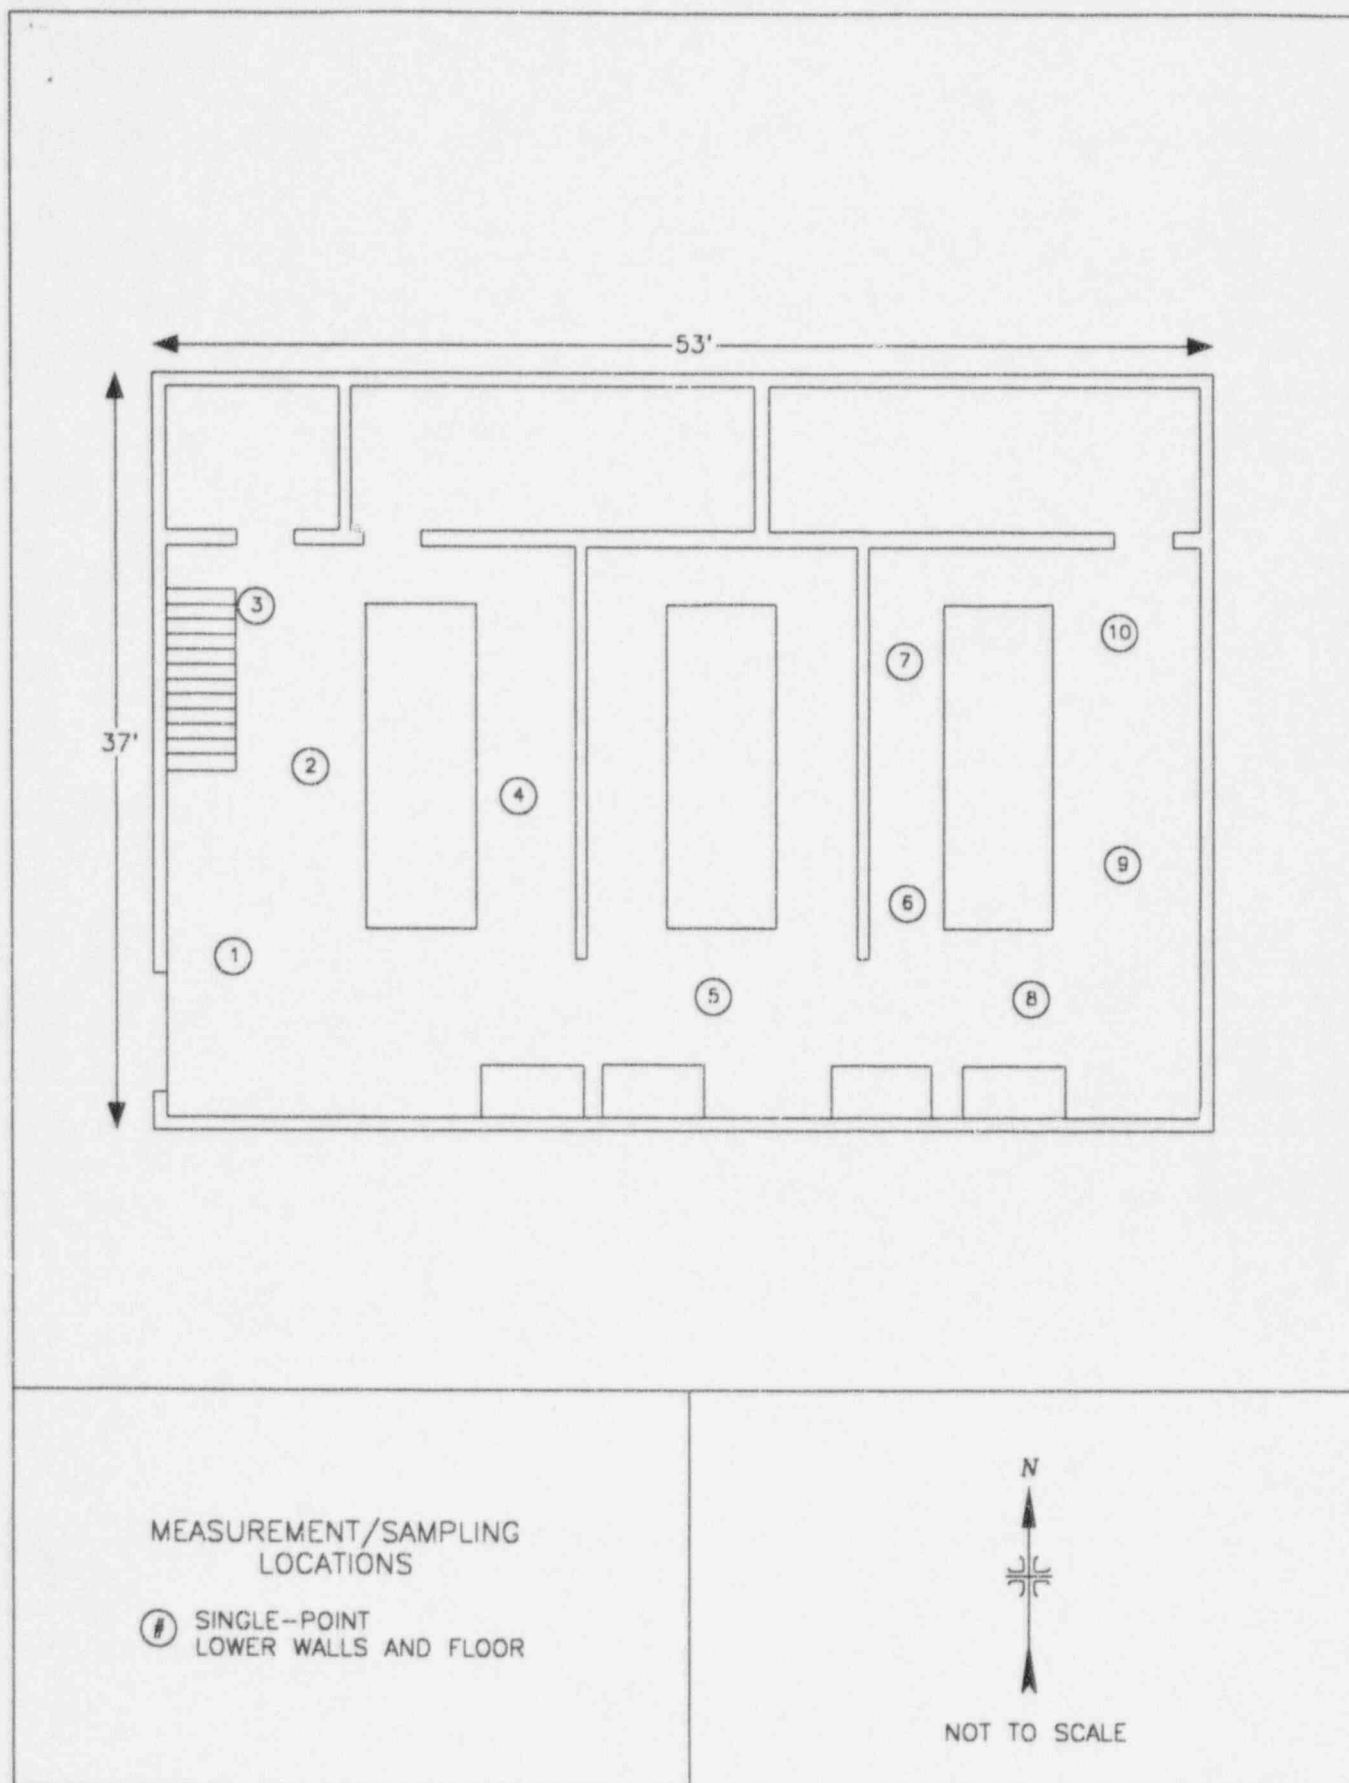 53'
3
10
7
37'
2
4
9
6
1
5
8
MEASUREMENT/SAMPLING
LOCATIONS
# SINGLE-POINT
LOWER WALLS AND FLOOR
N
NOT TO SCALE